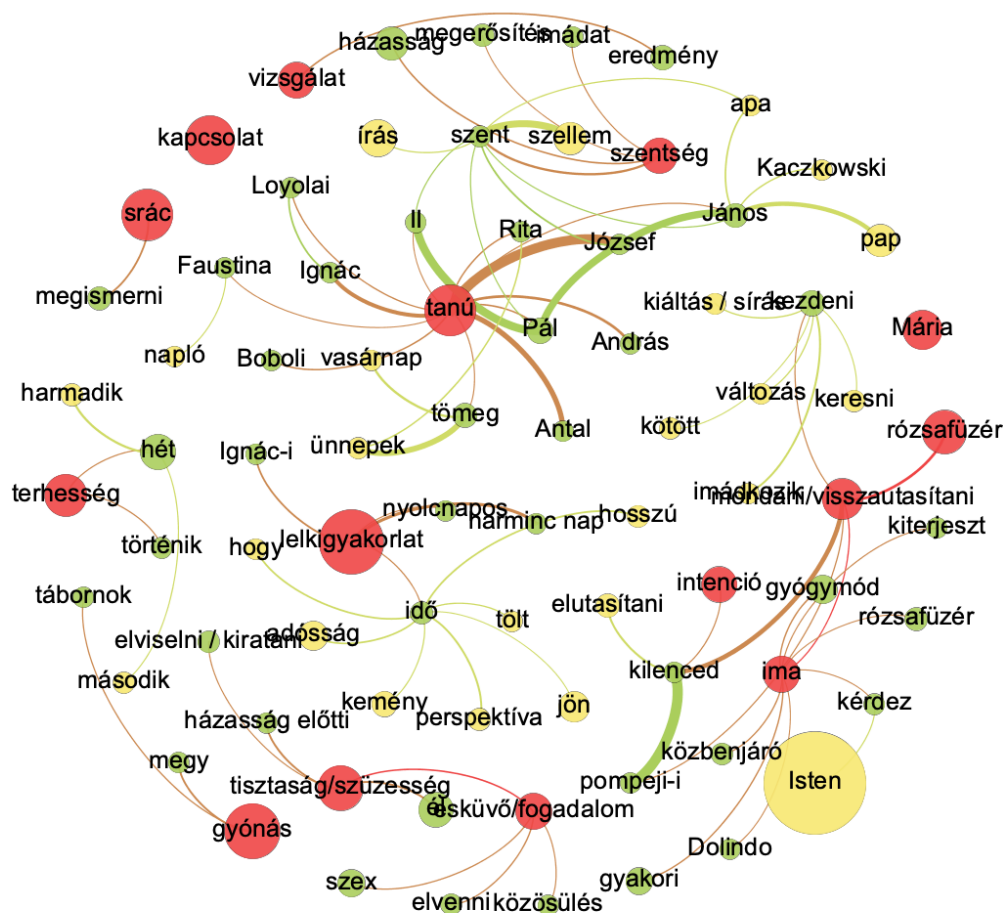 imádat
megerősítés
házasság
eredmény
vizsgálat
apa
írás
szent
szellem
szentség
kapcsolat
Kaczkowski
Loyolai
srác
II
Rita
József
János
pap
Faustina
Ignác
megismerni
tanú
kiáltás / sírás
kezdeni
Mária
napló
Boboli
vasárnap
Pál
András
harmadik
változás
keresni
tömeg
Antal
kötött
rózsafüzér
hét
Ignác-i
ünnepek
terhesség
imádkozik
mondani/visszautasítani
nyolcnapos
harminc nap
hosszú
kiterjeszt
történik
hogy
lelkigyakorlat
intenció
gyógymód
tábornok
elviselni / kiratani
adósság
idő
tölt
elutasítani
rózsafüzér
második
kilenced
ima
kemény
perspektíva
jön
kérdez
házasság előtti
közbenjáró
megy
tisztaság/szüzesség
pompeji-i
Isten
él
esküvő/fogadalom
gyónás
Dolindo
szex
gyakori
elvenni
közösülés